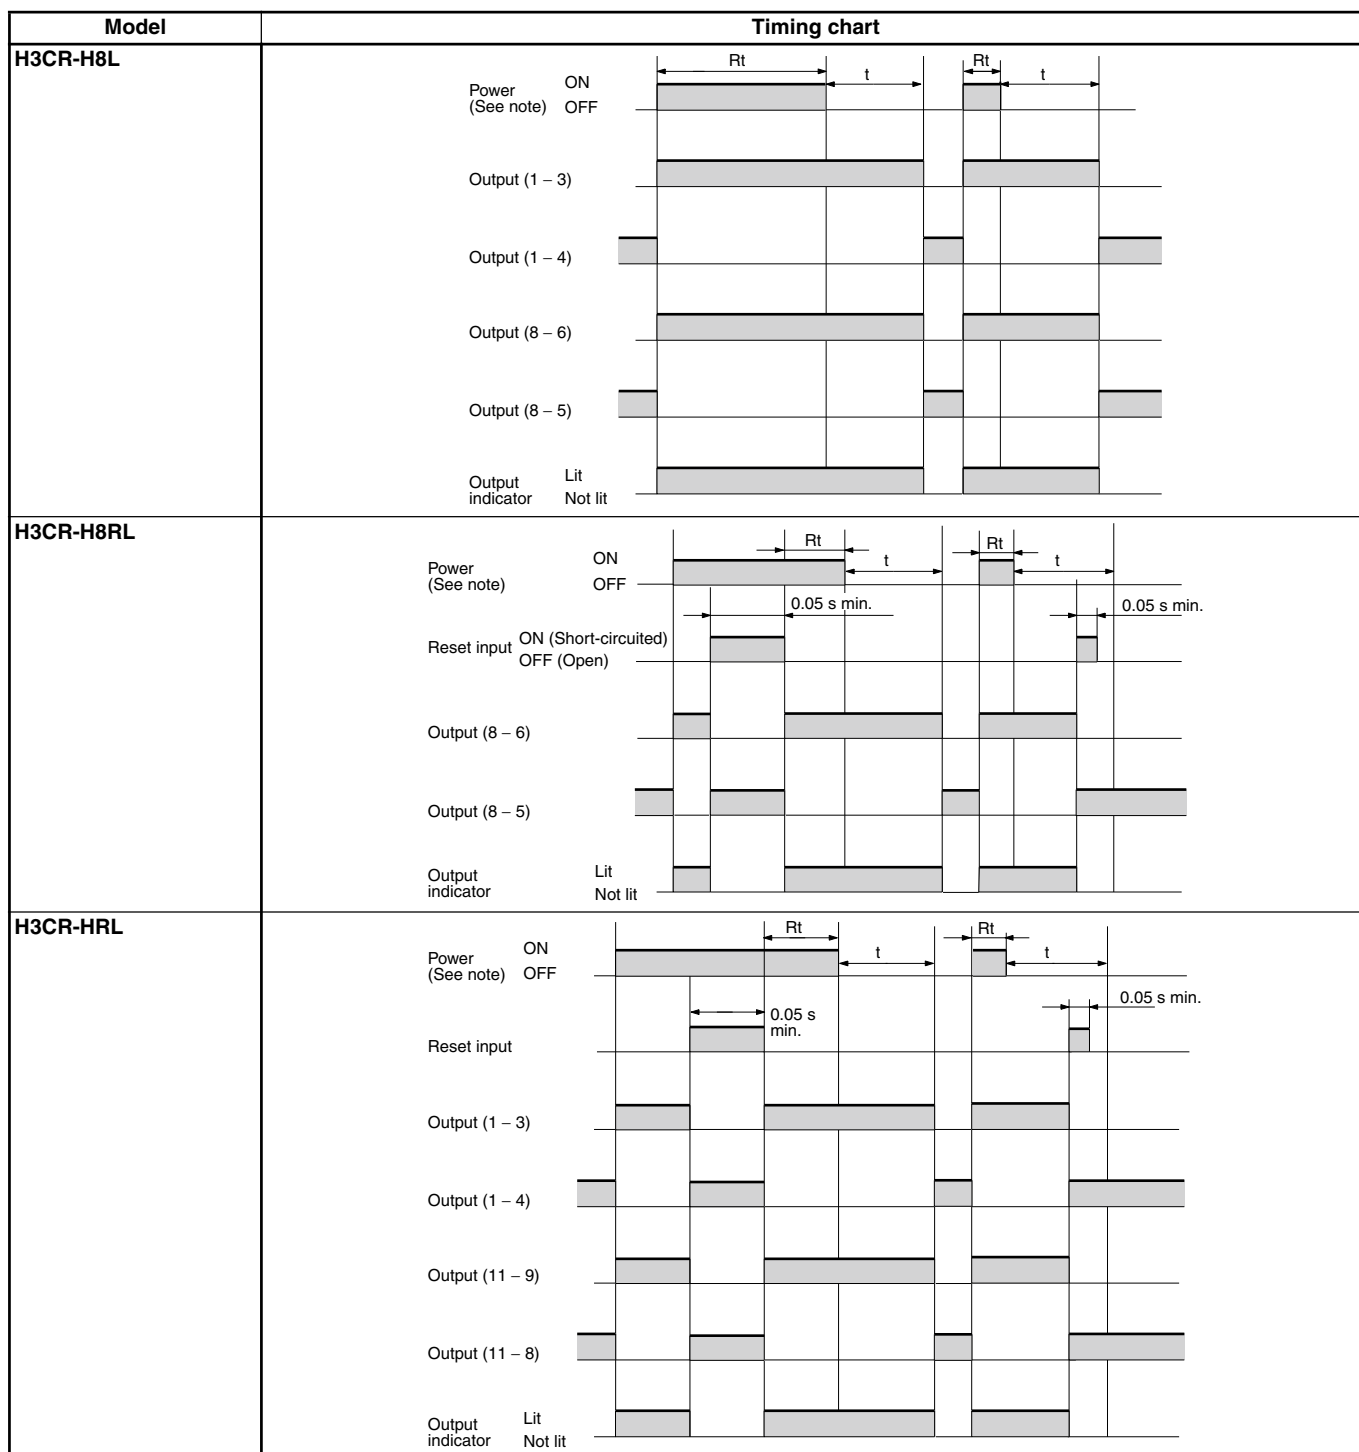 Model
Timing chart
H3CR-H8L
Rt
t
Rt
t
Power
(See note)
ON
OFF
Output (1 – 3)
Output (1 – 4)
Output (8 – 6)
Output (8 – 5)
Output
indicator
Lit
Not lit
H3CR-H8RL
Rt
t
Rt
t
Power
(See note)
ON
OFF
0.05 s min.
0.05 s min.
Reset input
ON (Short-circuited)
OFF (Open)
Output (8 – 6)
Output (8 – 5)
Output
indicator
Lit
Not lit
H3CR-HRL
Rt
t
Rt
t
Power
(See note)
ON
OFF
0.05 s
min.
0.05 s min.
Reset input
Output (1 – 3)
Output (1 – 4)
Output (11 – 9)
Output (11 – 8)
Output
indicator
Lit
Not lit